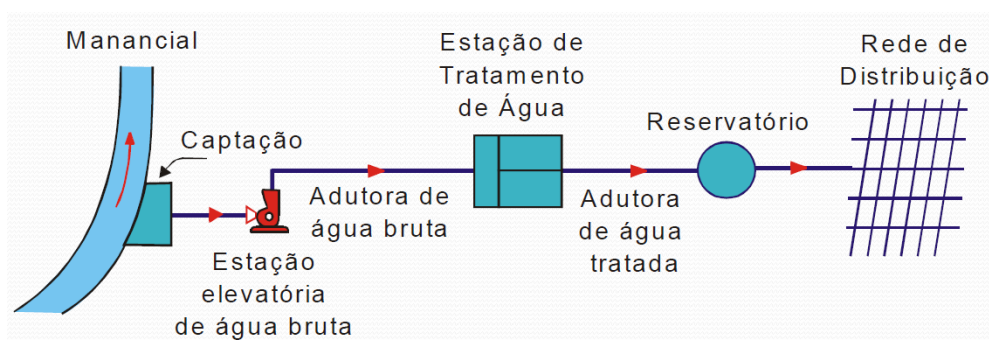 Manancial
Captação
Estação
elevatória
de água bruta
Adutora de
água bruta
Estação de
Tratamento
de Água
Adutora
de água
tratada
Reservatório
Rede de
Distribuição